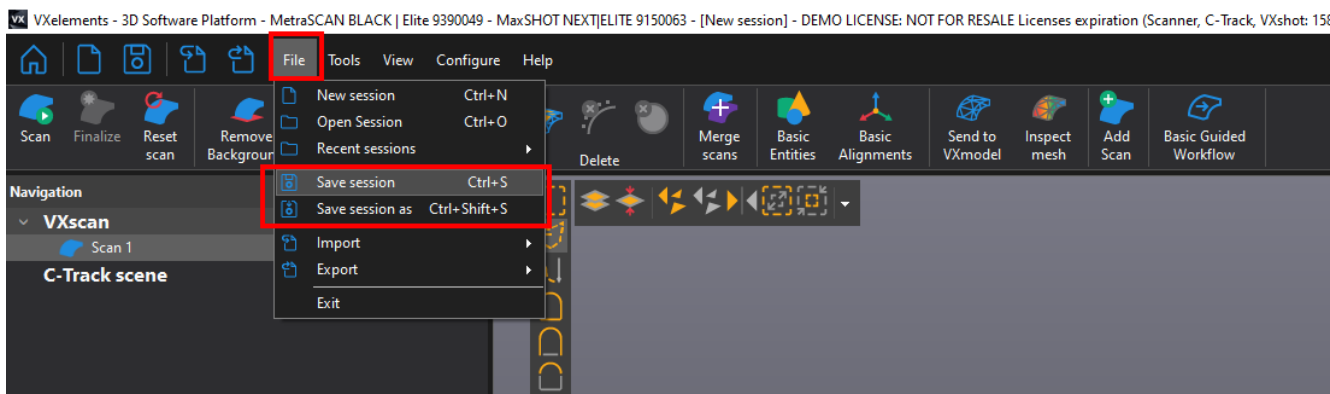 VX VXelements - 3D Software Platform - MetraSCAN BLACK | Elite 9390049 - MaxSHOT NEXT|ELITE 9150063 - [New session] - DEMO LICENSE: NOT FOR RESALE Licenses expiration (Scanner, C-Track, VXshot: 158
File Tools View Configure Help
New session Ctrl+N
Open Session Ctrl+O
Recent sessions
Save session Ctrl+S
Save session as Ctrl+Shift+S
Import
Export
Exit
Scan
Finalize
Reset
scan
Remove
Backgroun
Delete
Merge
scans
Basic
Entities
Basic
Alignments
Send to
VXmodel
Inspect
mesh
Add
Scan
Basic Guided
Workflow
Navigation
VXscan
Scan 1
C-Track scene